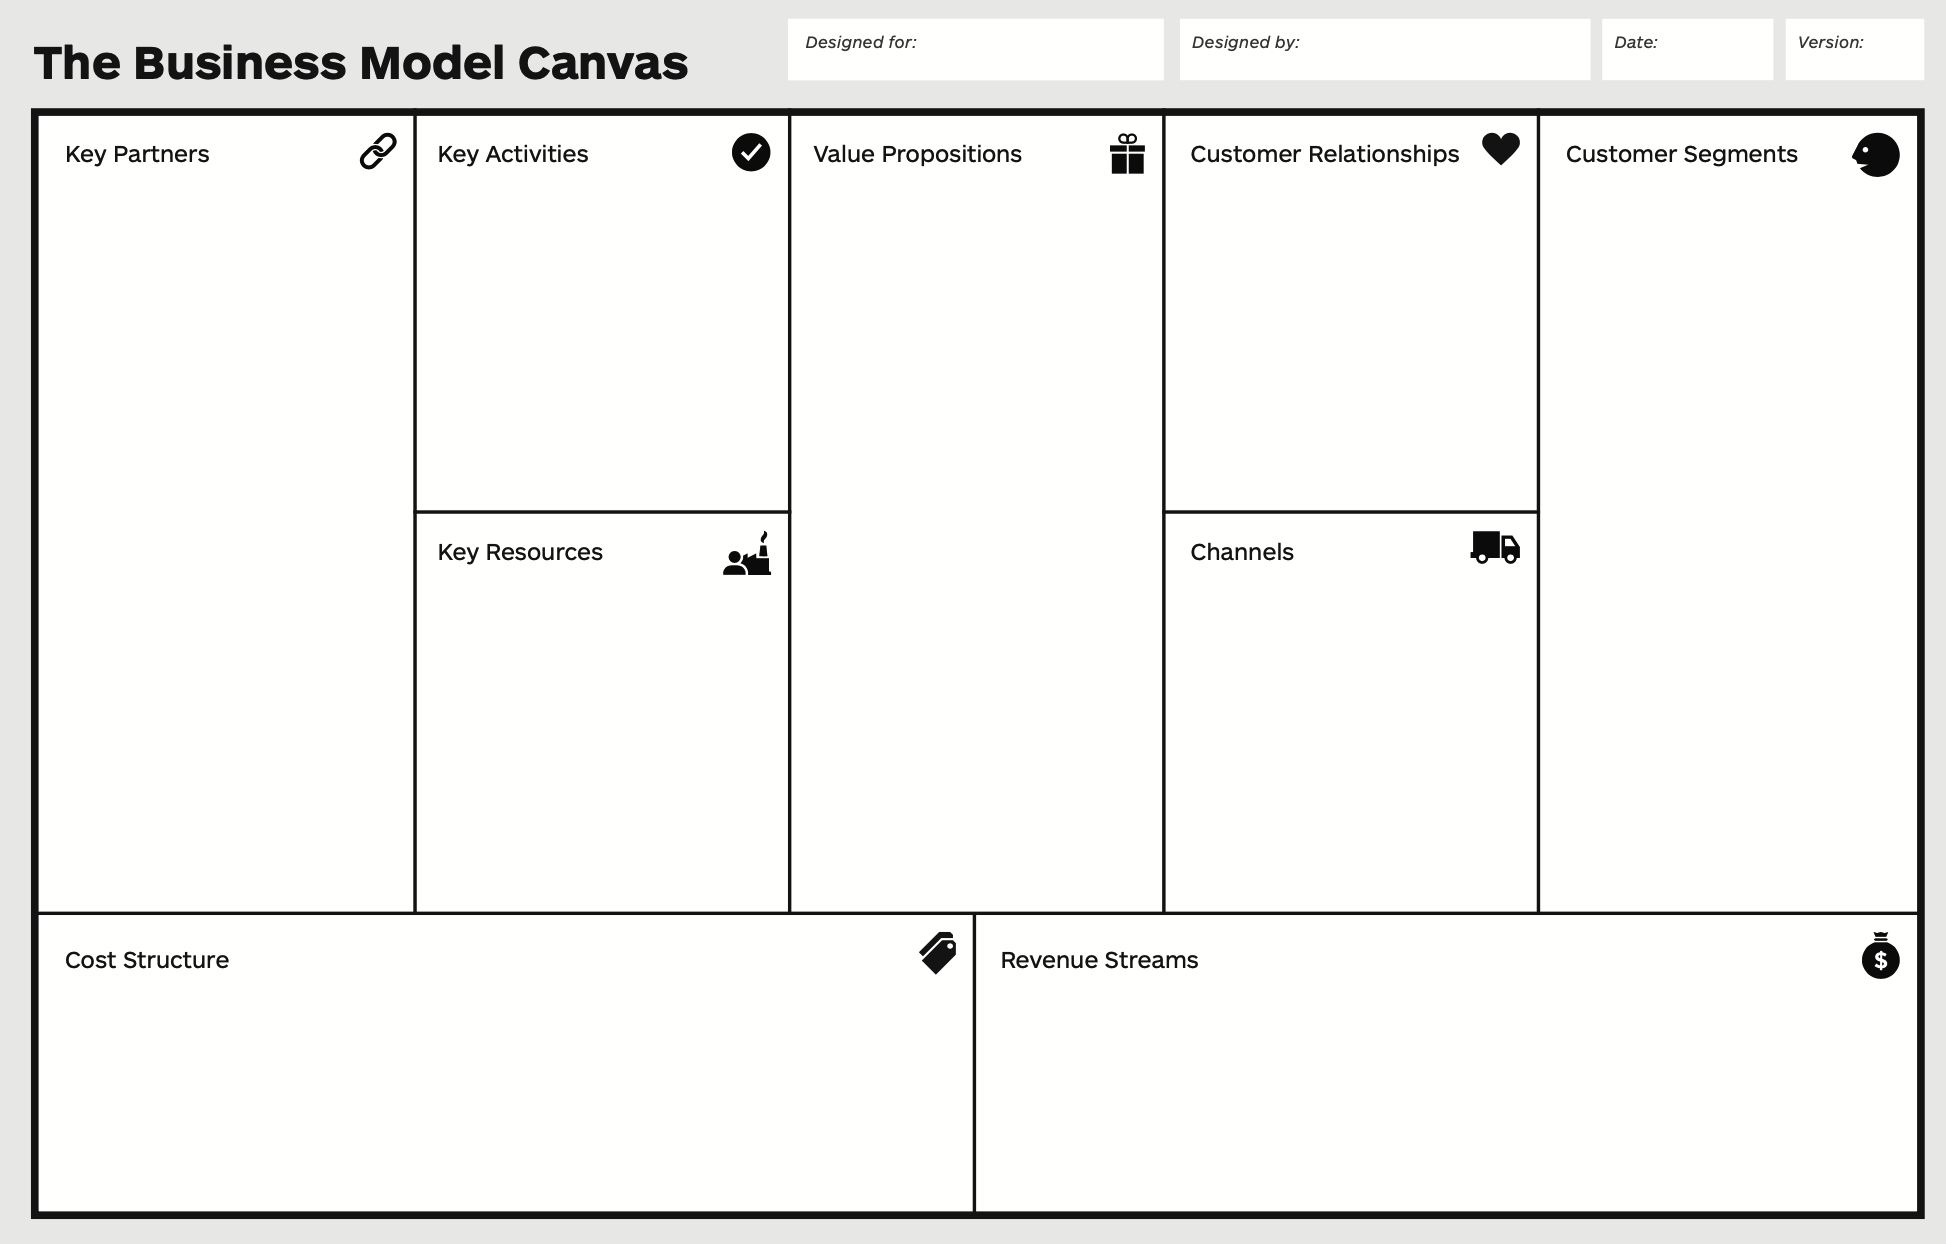 The Business Model Canvas
Designed for:
Designed by:
Date:
Version:
Key Partners
Key Activities
Value Propositions
Customer Relationships
Customer Segments
Key Resources
Channels
Cost Structure
Revenue Streams
$